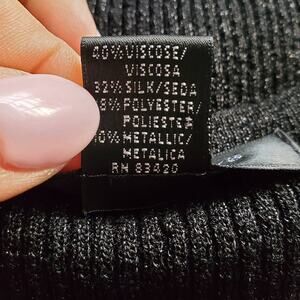 40% VISCOSE/
VISCOSA
32% SILK/SEDA
18% POLYESTER/
POLIESTER
10% METALLIC/
METALICA
RN 83420